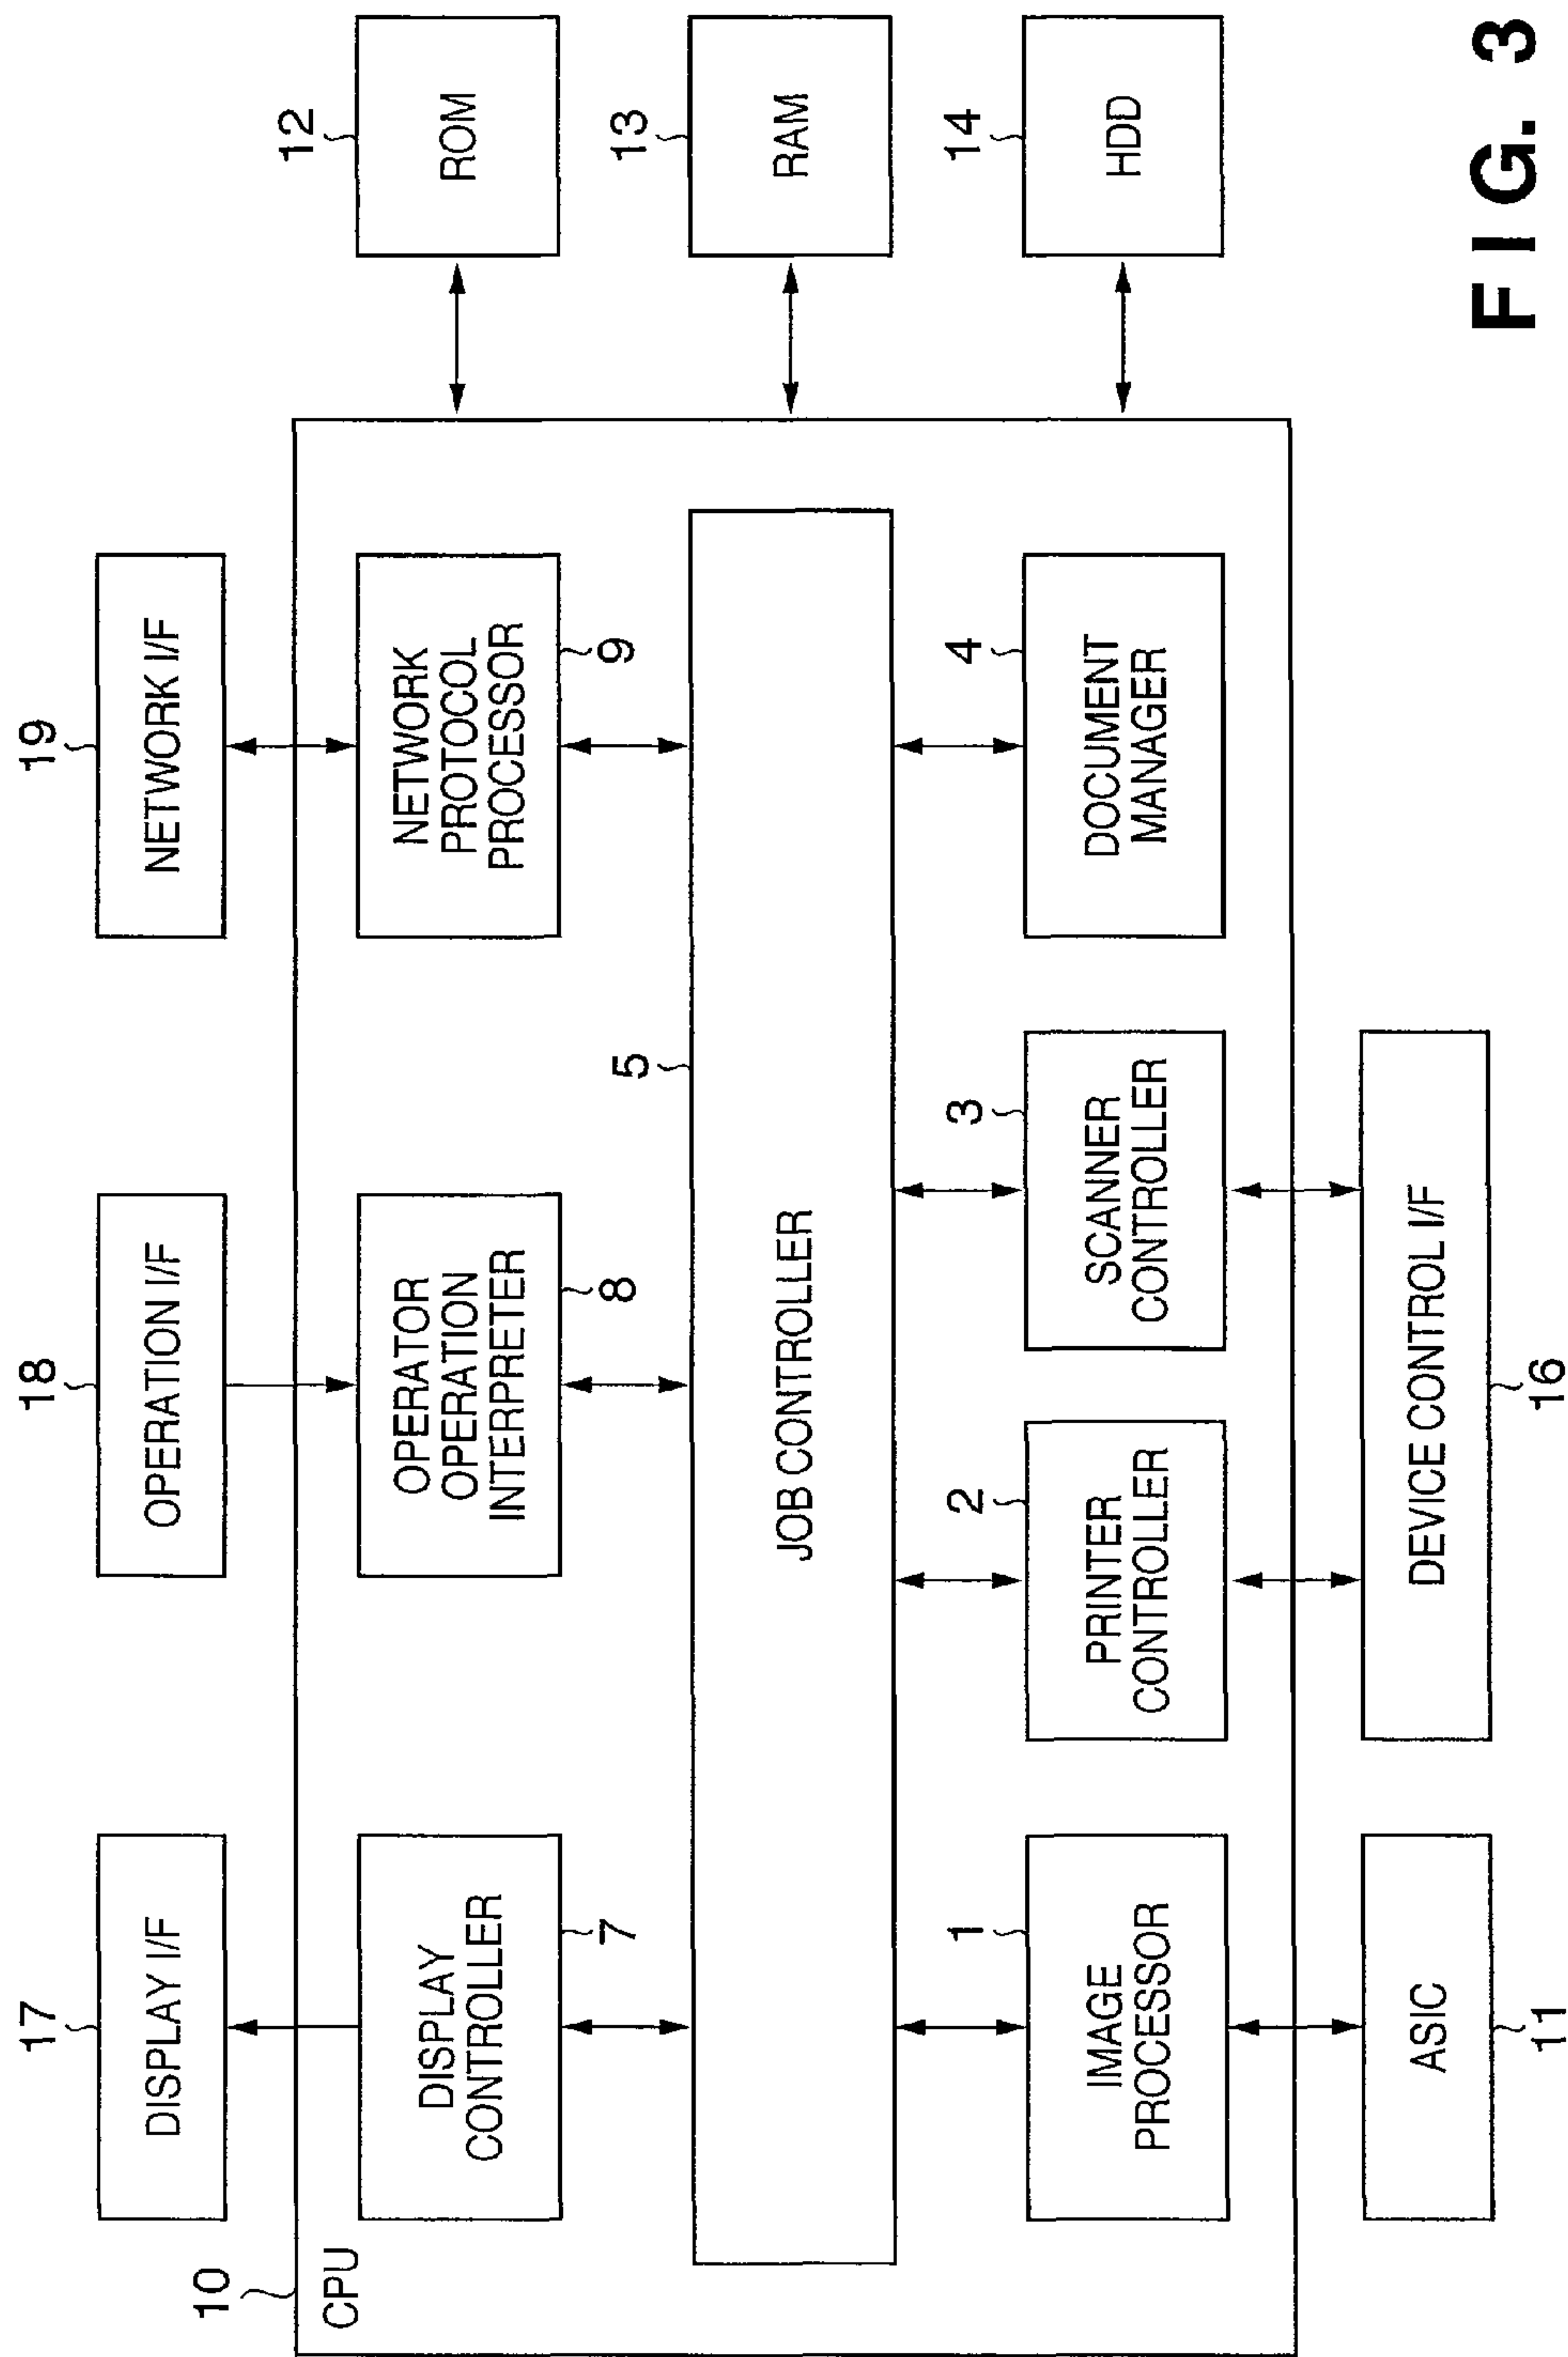 17
18
19
DISPLAY I/F
OPERATION I/F
NETWORK I/F
10
CPU
DISPLAY
CONTROLLER
7
OPERATOR
OPERATION
INTERPRETER
8
NETWORK
PROTOCOL
PROCESSOR
9
12
ROM
5
JOB CONTROLLER
13
RAM
1
IMAGE
PROCESSOR
2
PRINTER
CONTROLLER
3
SCANNER
CONTROLLER
4
DOCUMENT
MANAGER
14
HDD
ASIC
11
DEVICE CONTROL I/F
16
FIG. 3